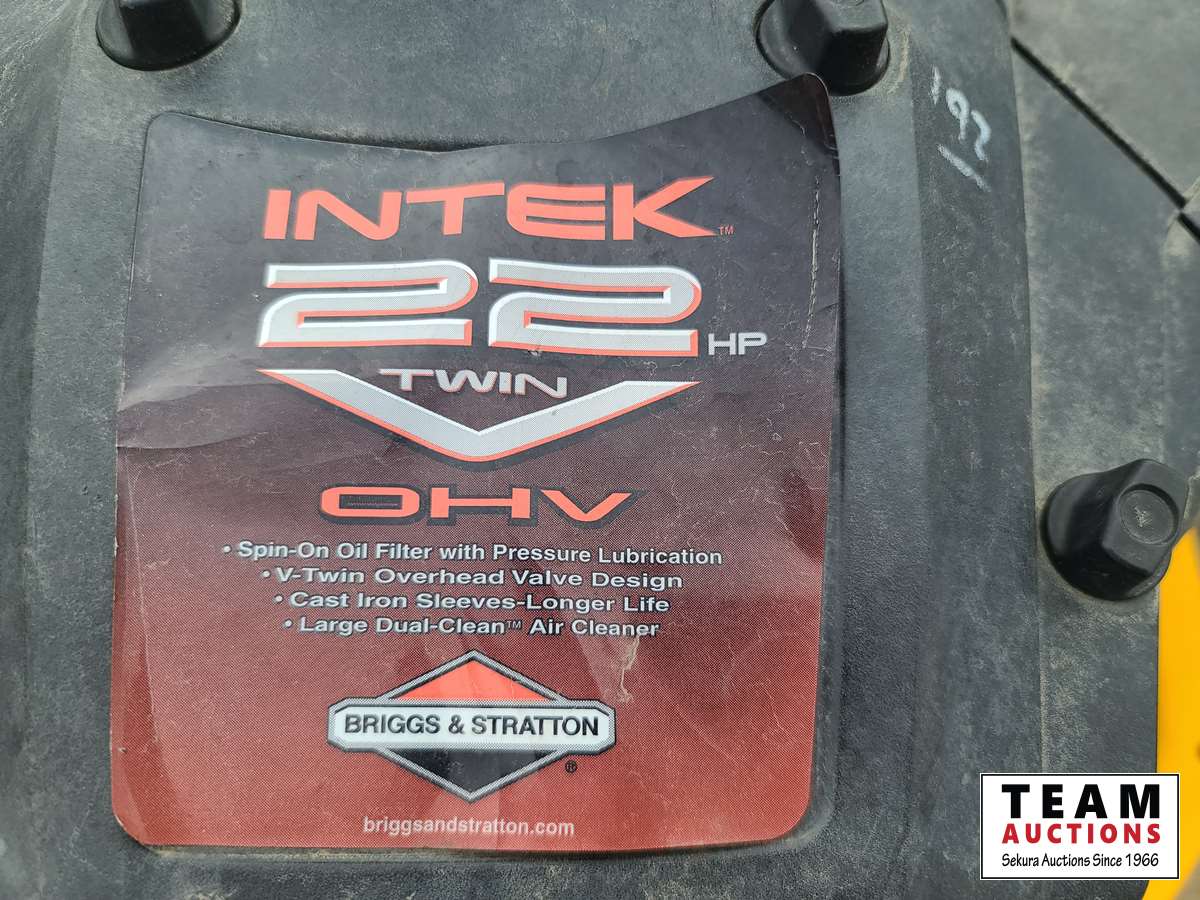 192
INTEK™
22 HP
TWIN
OHV
• Spin-On Oil Filter with Pressure Lubrication
• V-Twin Overhead Valve Design
• Cast Iron Sleeves-Longer Life
• Large Dual-Clean™ Air Cleaner
BRIGGS & STRATTON
®
briggsandstratton.com
TEAM
AUCTIONS
Sekura Auctions Since 1966